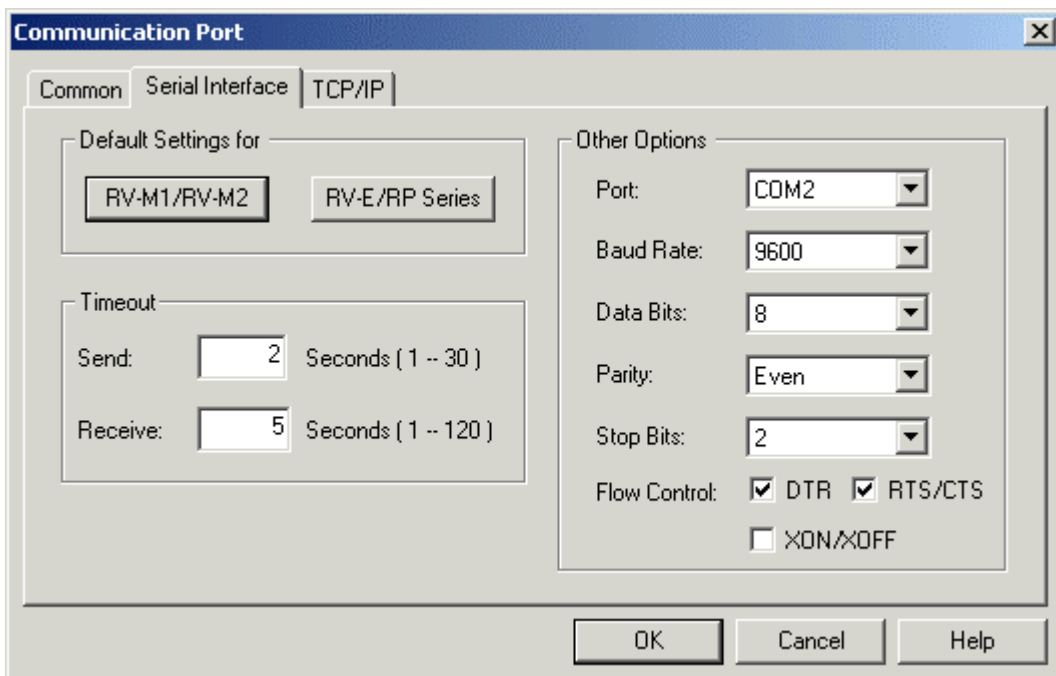 Communication Port
Common Serial Interface TCP/IP
Default Settings for
RV-M1/RV-M2 RV-E/RP Series
Timeout
Send: 2 Seconds ( 1 -- 30 )
Receive: 5 Seconds ( 1 -- 120 )
Other Options
Port: COM2
Baud Rate: 9600
Data Bits: 8
Parity: Even
Stop Bits: 2
Flow Control: DTR RTS/CTS
XON/XOFF
OK Cancel Help